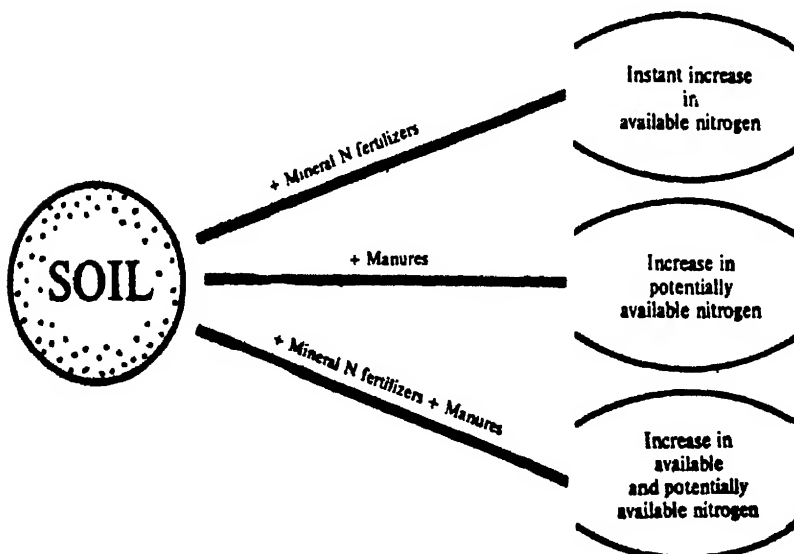 SOIL
+ Mineral N fertilizers
Instant increase
in
available nitrogen
+ Manures
Increase in
potentially
available nitrogen
+ Mineral N fertilizers + Manures
Increase in
available
and potentially
available nitrogen